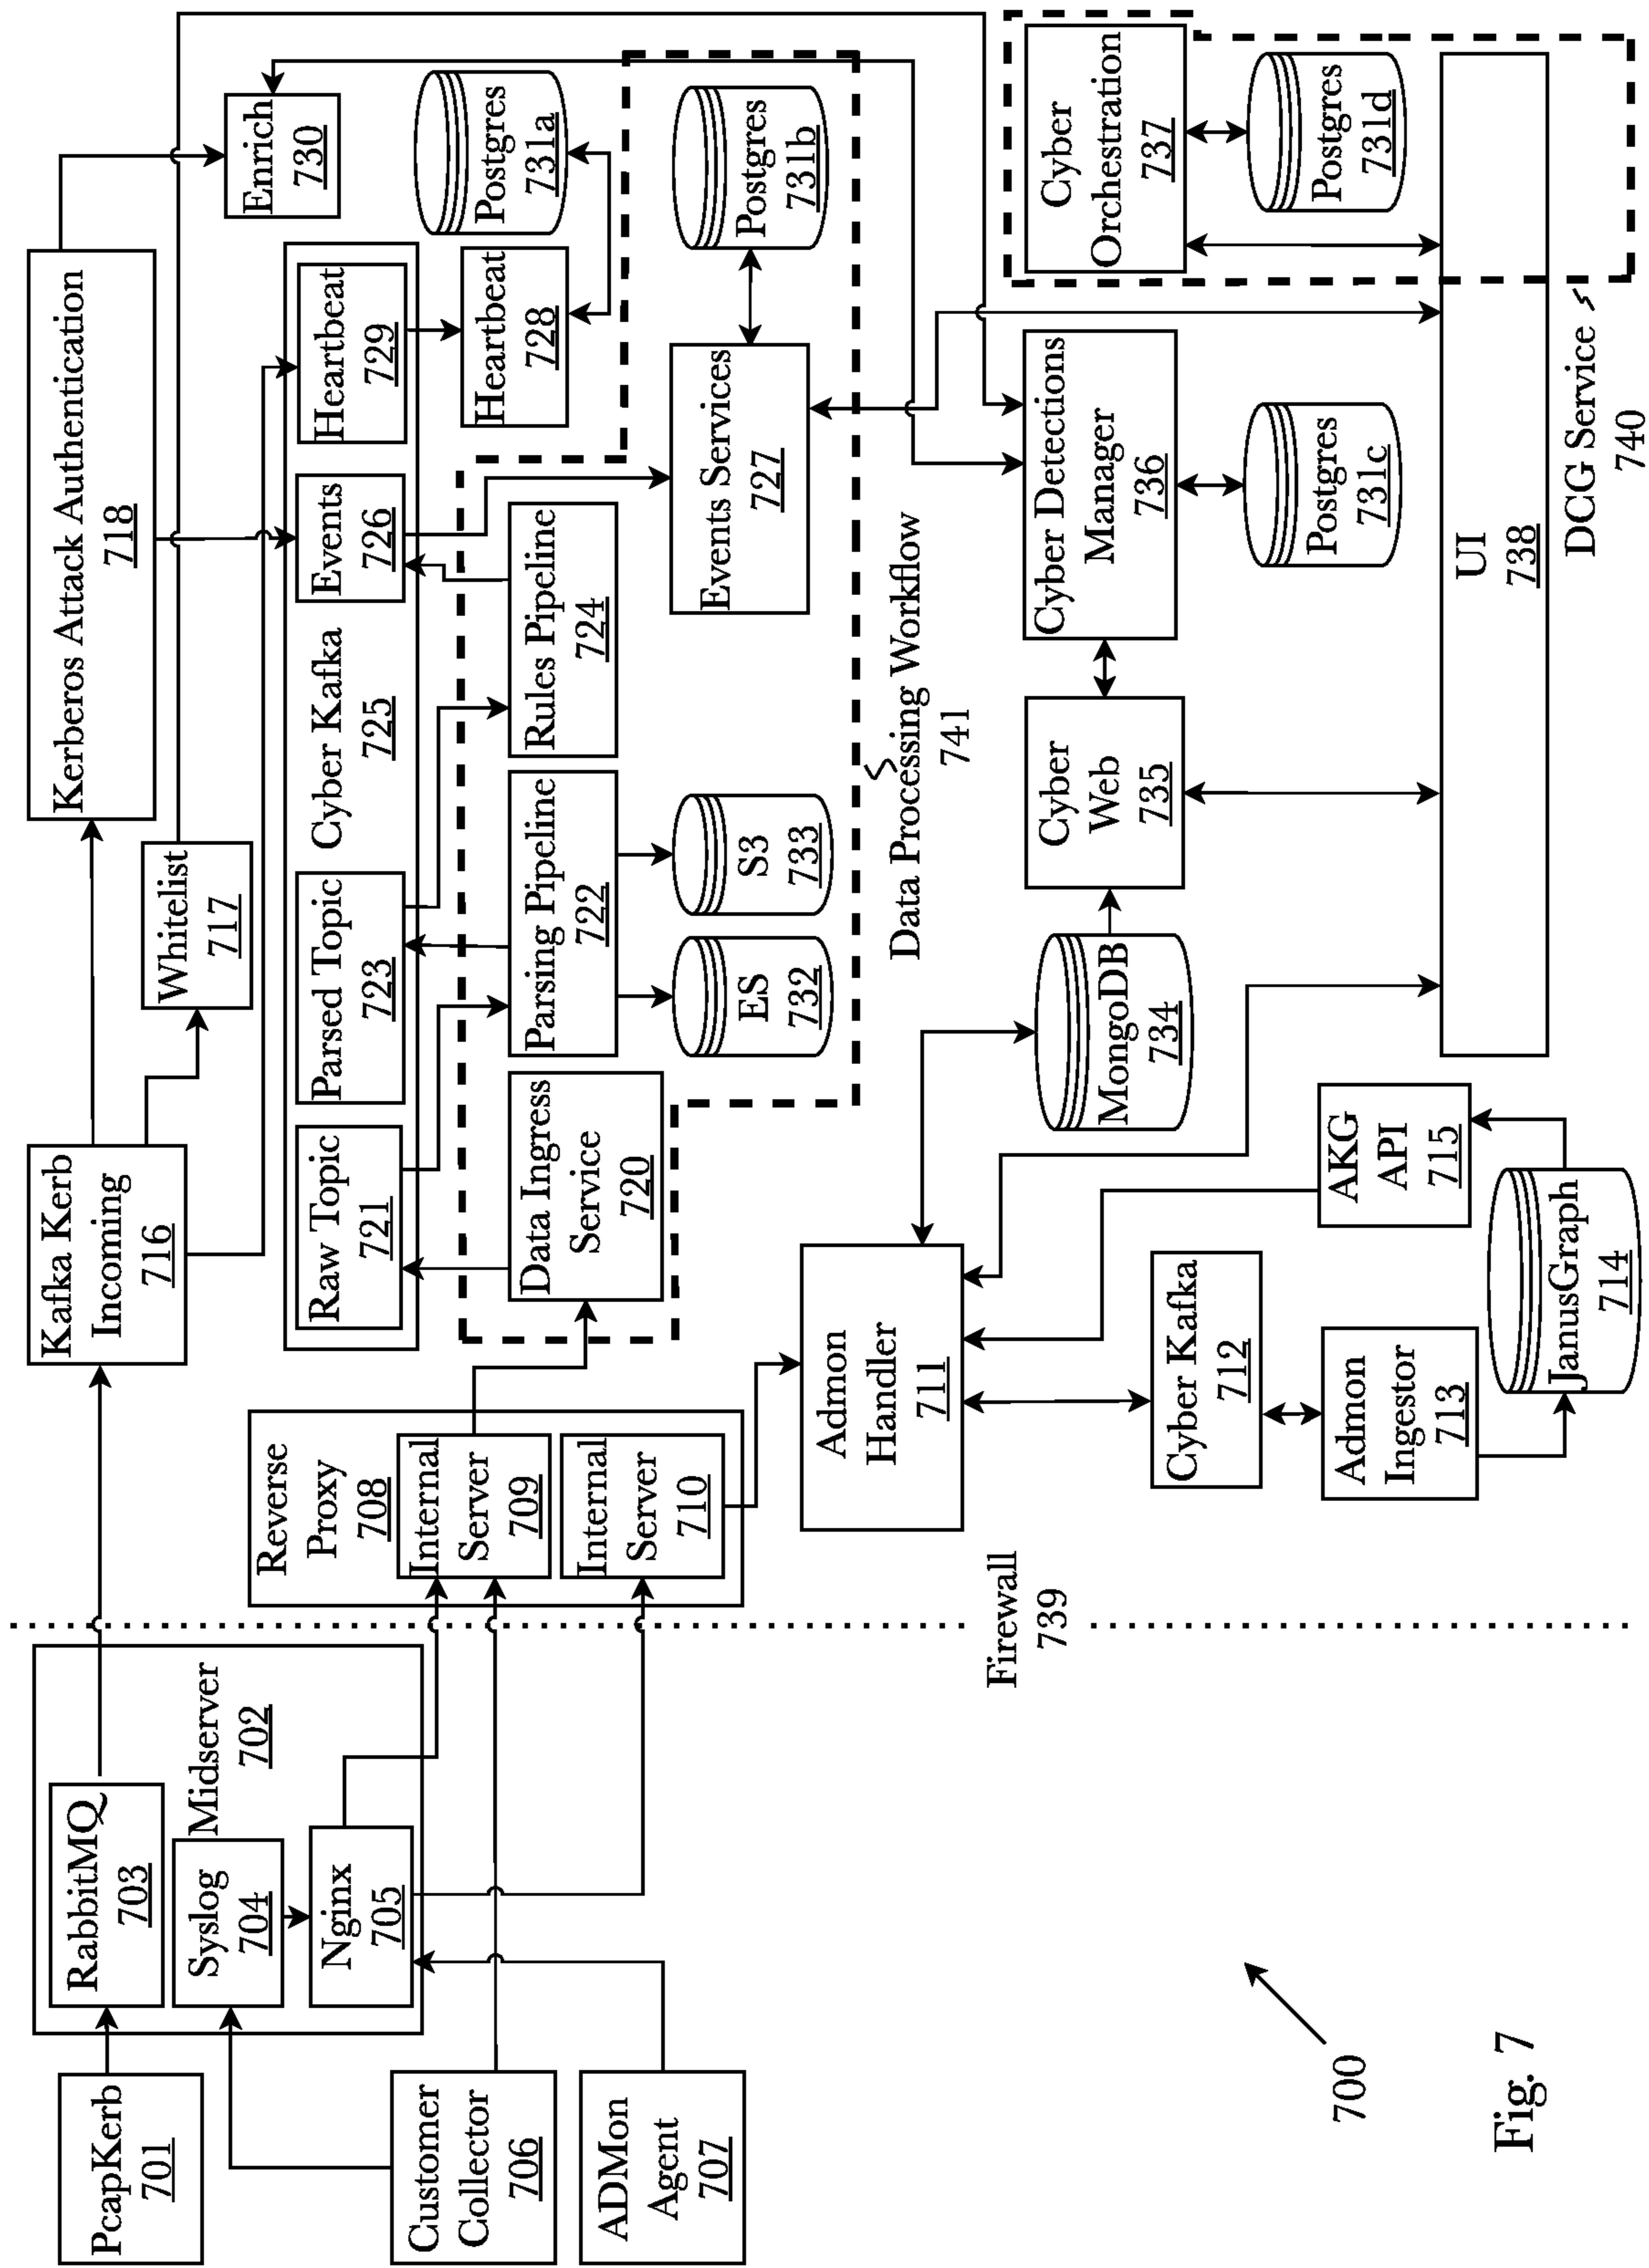 PcapKerb
701
RabbitMQ
703
Syslog
704
Midserver
702
Nginx
705
Customer
Collector
706
ADMon
Agent
707
Firewall
739
Reverse
Proxy
708
Internal
Server
709
Internal
Server
710
Kafka Kerb
Incoming
716
Whitelist
717
Kerberos Attack Authentication
718
Enrich
730
Raw Topic
721
Parsed Topic
723
Cyber Kafka
725
Events
726
Heartbeat
729
Heartbeat
728
Postgres
731a
Data Ingress
Service
720
Parsing Pipeline
722
Rules Pipeline
724
ES
732
S3
733
Events Services
727
Postgres
731b
Data Processing Workflow
741
Admon
Handler
711
Cyber Kafka
712
Admon
Ingestor
713
JanusGraph
714
AKG
API
715
MongoDB
734
Cyber
Web
735
Cyber Detections
Manager
736
Postgres
731c
Cyber
Orchestration
737
Postgres
731d
UI
738
DCG Service
740
700
Fig. 7